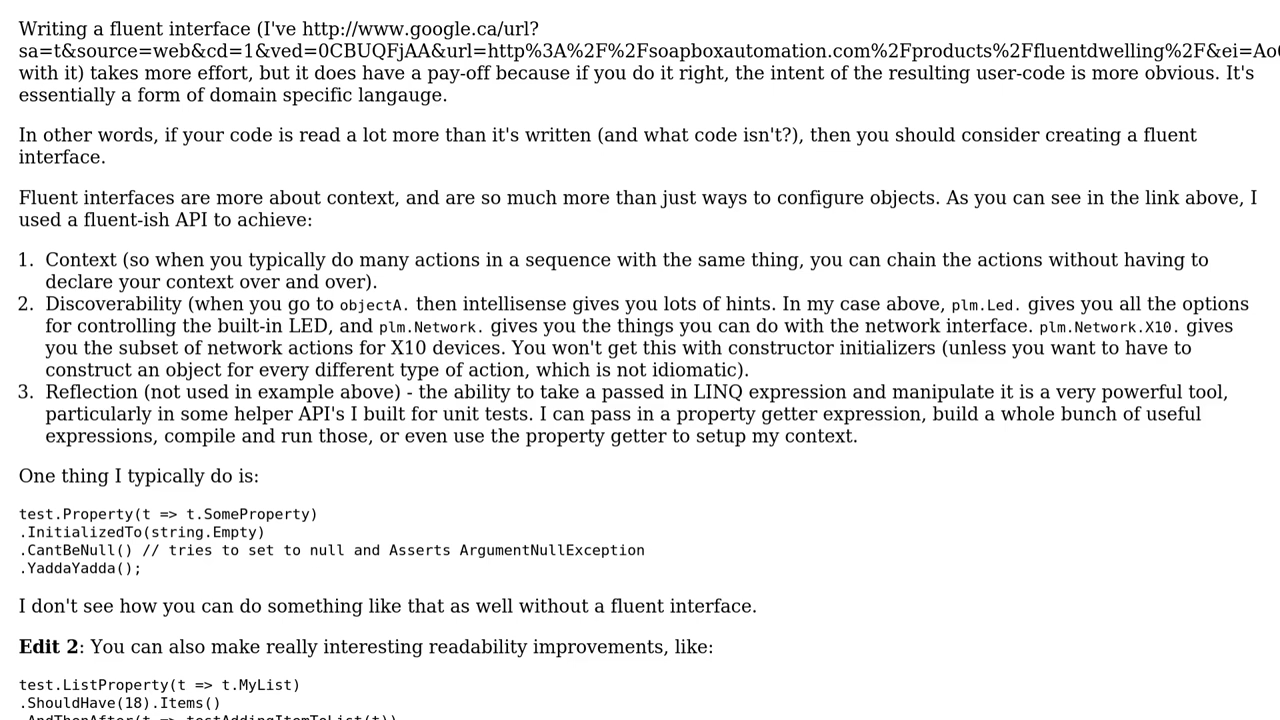 Writing a fluent interface (I've http://www.google.ca/url?
sa=t&source=web&cd=1&ved=0CBUQFjAA&url=http%3A%2F%2Fsoapboxautomation.com%2Fproducts%2Ffluentdwelling%2F&ei=Ao
with it) takes more effort, but it does have a pay-off because if you do it right, the intent of the resulting user-code is more obvious. It's
essentially a form of domain specific langauge.
In other words, if your code is read a lot more than it's written (and what code isn't?), then you should consider creating a fluent
interface.
Fluent interfaces are more about context, and are so much more than just ways to configure objects. As you can see in the link above, I
used a fluent-ish API to achieve:
1. Context (so when you typically do many actions in a sequence with the same thing, you can chain the actions without having to
declare your context over and over).
2. Discoverability (when you go to objectA. then intellisense gives you lots of hints. In my case above, plm.Led. gives you all the options
for controlling the built-in LED, and plm.Network. gives you the things you can do with the network interface. plm.Network.X10. gives
you the subset of network actions for X10 devices. You won't get this with constructor initializers (unless you want to have to
construct an object for every different type of action, which is not idiomatic).
3. Reflection (not used in example above) - the ability to take a passed in LINQ expression and manipulate it is a very powerful tool,
particularly in some helper API's I built for unit tests. I can pass in a property getter expression, build a whole bunch of useful
expressions, compile and run those, or even use the property getter to setup my context.
One thing I typically do is:
test.Property(t => t.SomeProperty)
.InitializedTo(string.Empty)
.CantBeNull() // tries to set to null and Asserts ArgumentNullException
.YaddaYadda();
I don't see how you can do something like that as well without a fluent interface.
Edit 2: You can also make really interesting readability improvements, like:
test.ListProperty(t => t.MyList)
.ShouldHave(18).Items()
.AndThenAfter(t => testAddingItemToList(t))